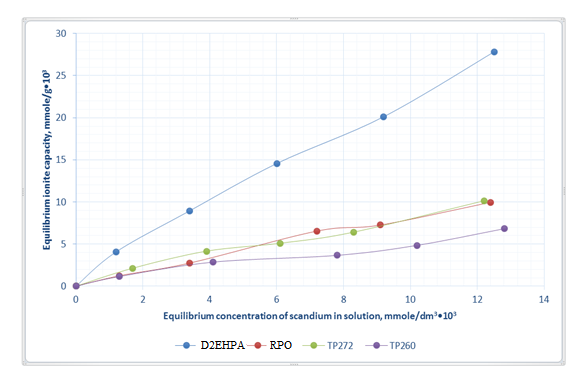 30
25
20
15
10
5
0
Equilibrium ionite capacity, mmole/g•10³
0 2 4 6 8 10 12 14
Equilibrium concentration of scandium in solution, mmole/dm³•10³
D2EHPA RPO TP272 TP260